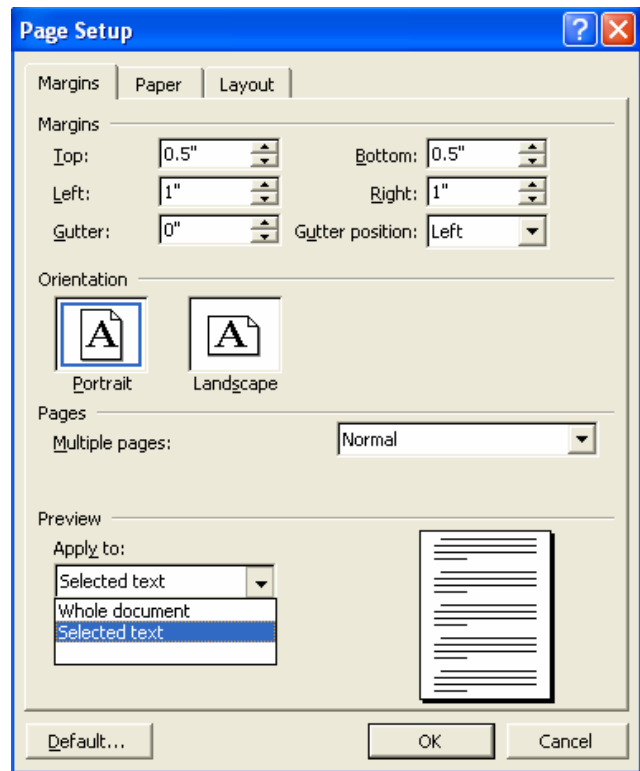 Page Setup
Margins Paper Layout
Margins
Top: 0.5" Bottom: 0.5"
Left: 1" Right: 1"
Gutter: 0" Gutter position: Left
Orientation
A A
Portrait Landscape
Pages
Multiple pages: Normal
Preview
Apply to:
Selected text
Whole document
Selected text
Default... OK Cancel